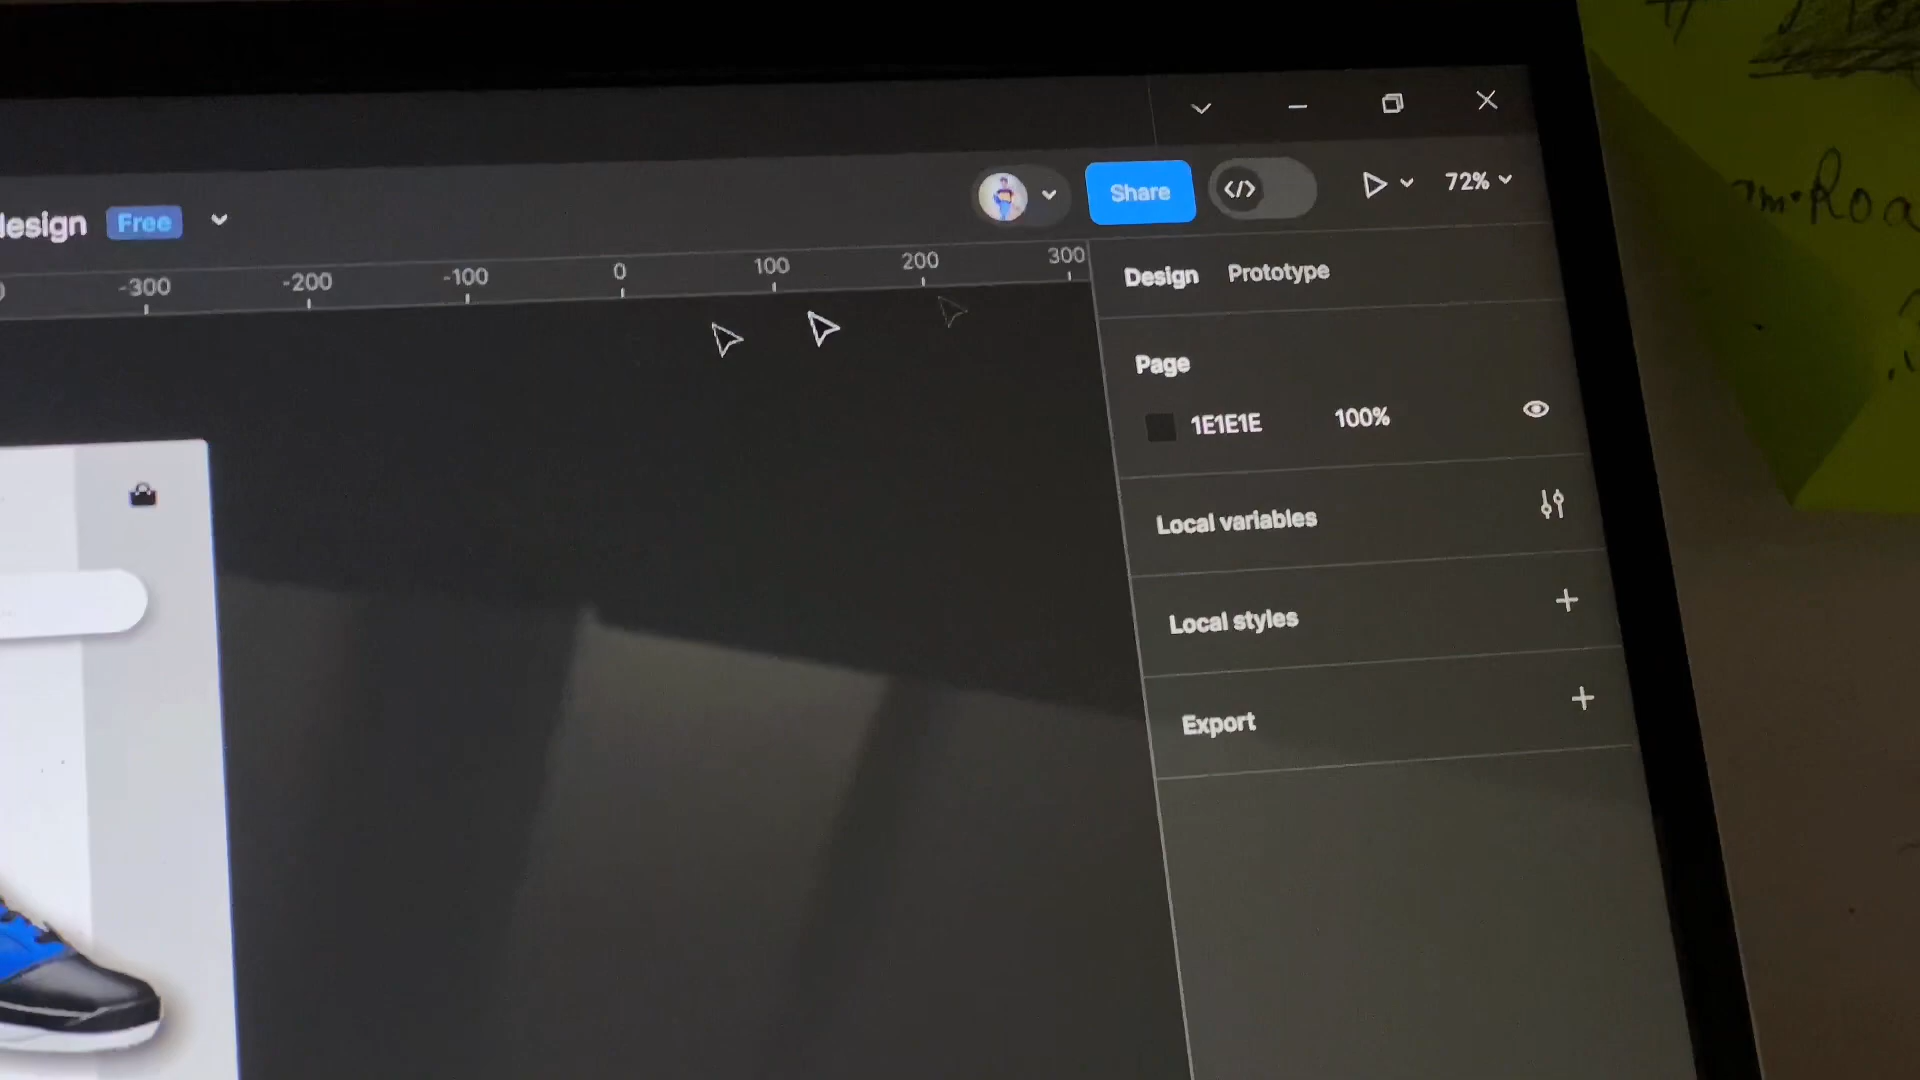 Share </> 72%
esign Free
-300 -200 -100 0 100 200 300
Design Prototype
Page
1E1E1E 100%
Local variables
Local styles
Export